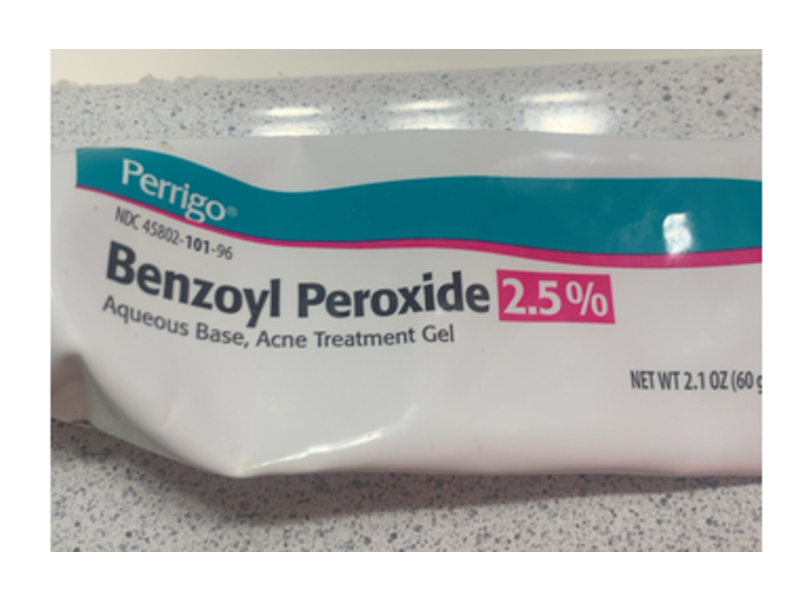 Perrigo®
NDC 45802-101-96
Benzoyl Peroxide 2.5%
Aqueous Base, Acne Treatment Gel
NET WT 2.1 OZ (60 g